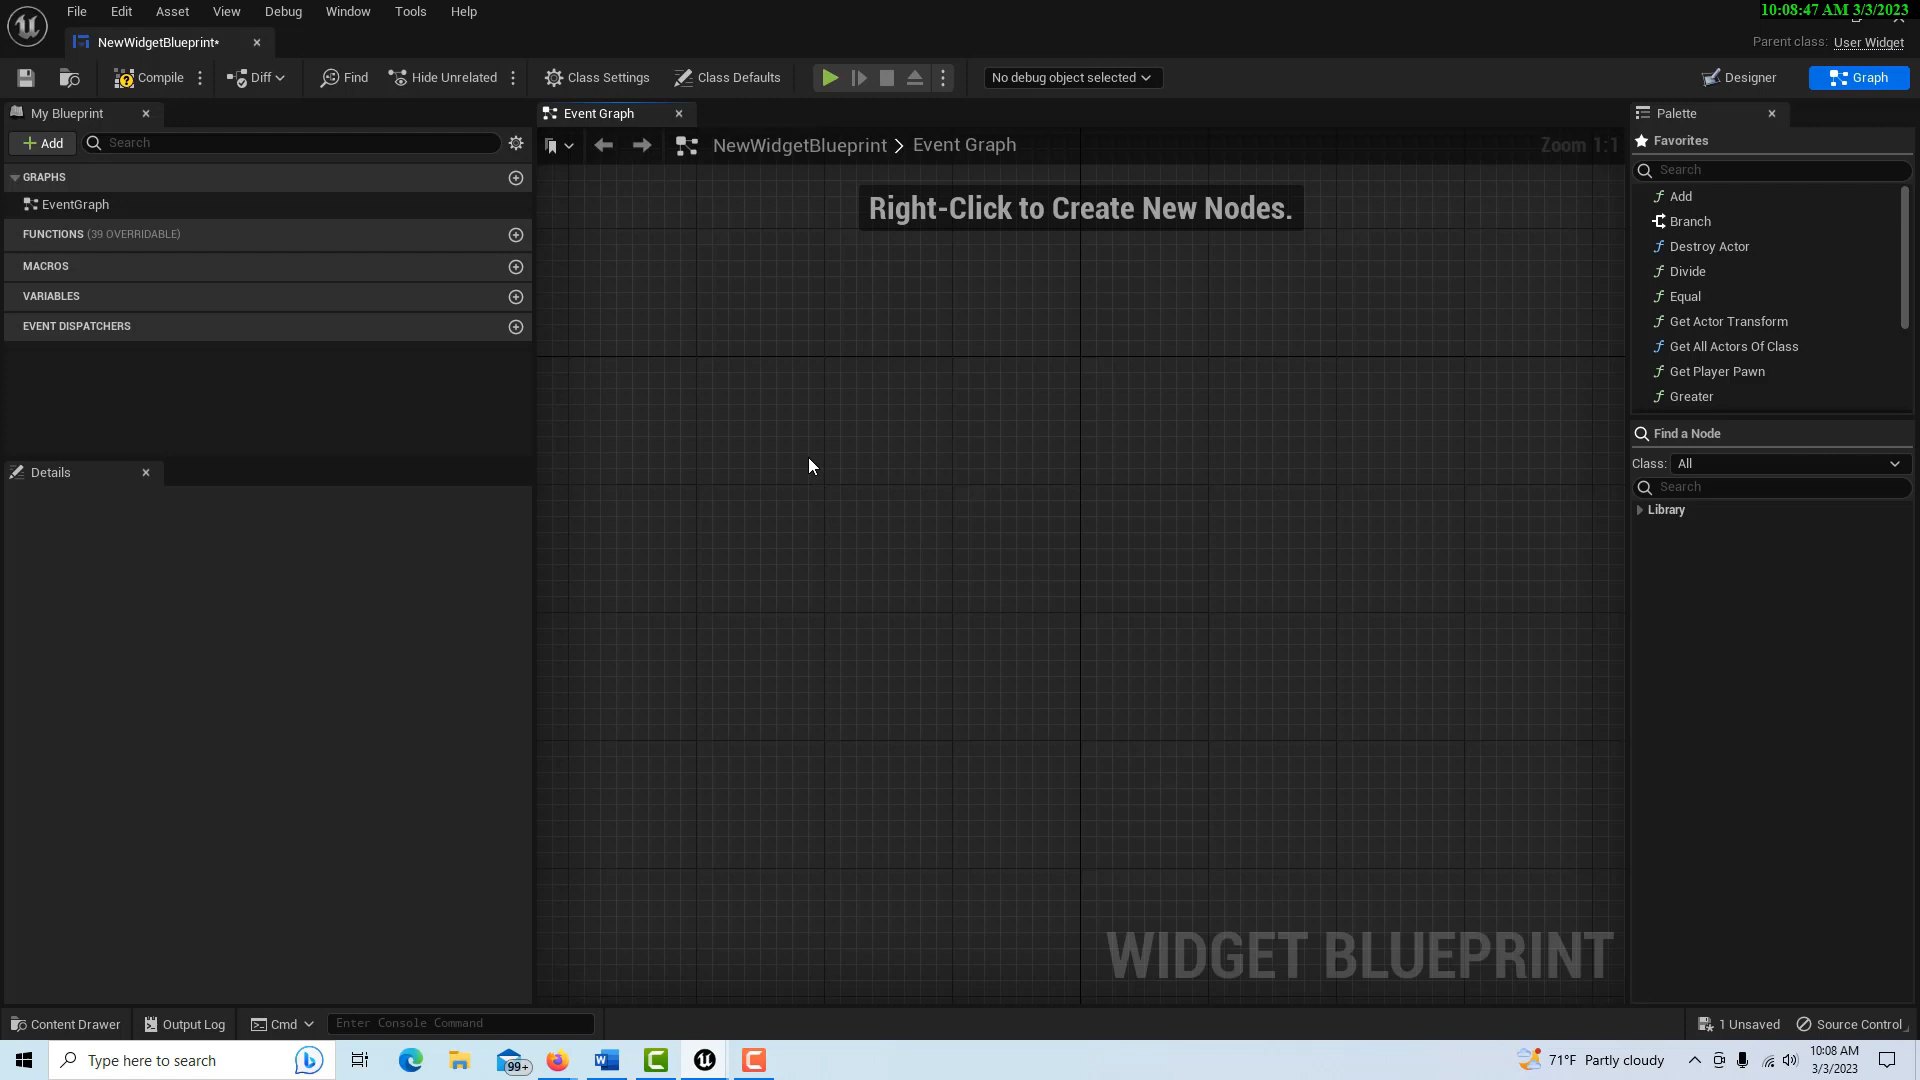 File Edit Asset View Debug Window Tools Help
10:08:47 AM 3/3/2023
NewWidgetBlueprint*
Parent class: User Widget
Compile Diff Find Hide Unrelated Class Settings Class Defaults No debug object selected Designer Graph
My Blueprint
Event Graph
Palette
Add Search
NewWidgetBlueprint > Event Graph
Zoom 1:1
Favorites
Search
Right-Click to Create New Nodes.
GRAPHS
EventGraph
FUNCTIONS (39 OVERRIDABLE)
MACROS
VARIABLES
EVENT DISPATCHERS
Add
Branch
Destroy Actor
Divide
Equal
Get Actor Transform
Get All Actors Of Class
Get Player Pawn
Greater
Find a Node
Class: All
Search
Library
Details
WIDGET BLUEPRINT
Content Drawer Output Log Cmd Enter Console Command 1 Unsaved Source Control
Type here to search
99+
71°F Partly cloudy
10:08 AM
3/3/2023